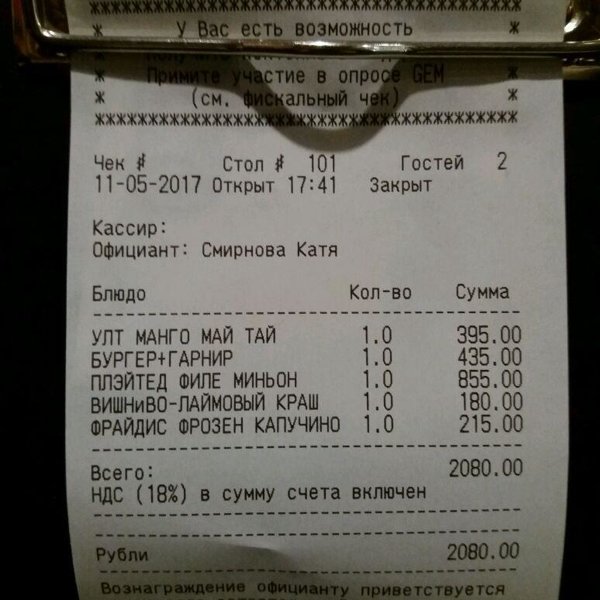 жжжжжжжжжжжжжжжжжжжжжжжжжжжжжжжжжжжжжжжж
ж У Вас есть возможность ж
ж ж
ж Примите участие в опросе GEM ж
ж (см. фискальный чек) ж
жжжжжжжжжжжжжжжжжжжжжжжжжжжжжжжжжжжжжжжж
Чек # Стол # 101 Гостей 2
11-05-2017 Открыт 17:41 Закрыт
Кассир:
Официант: Смирнова Катя
Блюдо Кол-во Сумма
УЛТ МАНГО МАЙ ТАЙ 1.0 395.00
БУРГЕР+ГАРНИР 1.0 435.00
ПЛЭЙТЕД ФИЛЕ МИНЬОН 1.0 855.00
ВИШНиВО-ЛАЙМОВЫЙ КРАШ 1.0 180.00
ФРАЙДИС ФРОЗЕН КАПУЧИНО 1.0 215.00
Всего: 2080.00
НДС (18%) в сумму счета включен
Рубли 2080.00
Вознаграждение официанту приветствуется